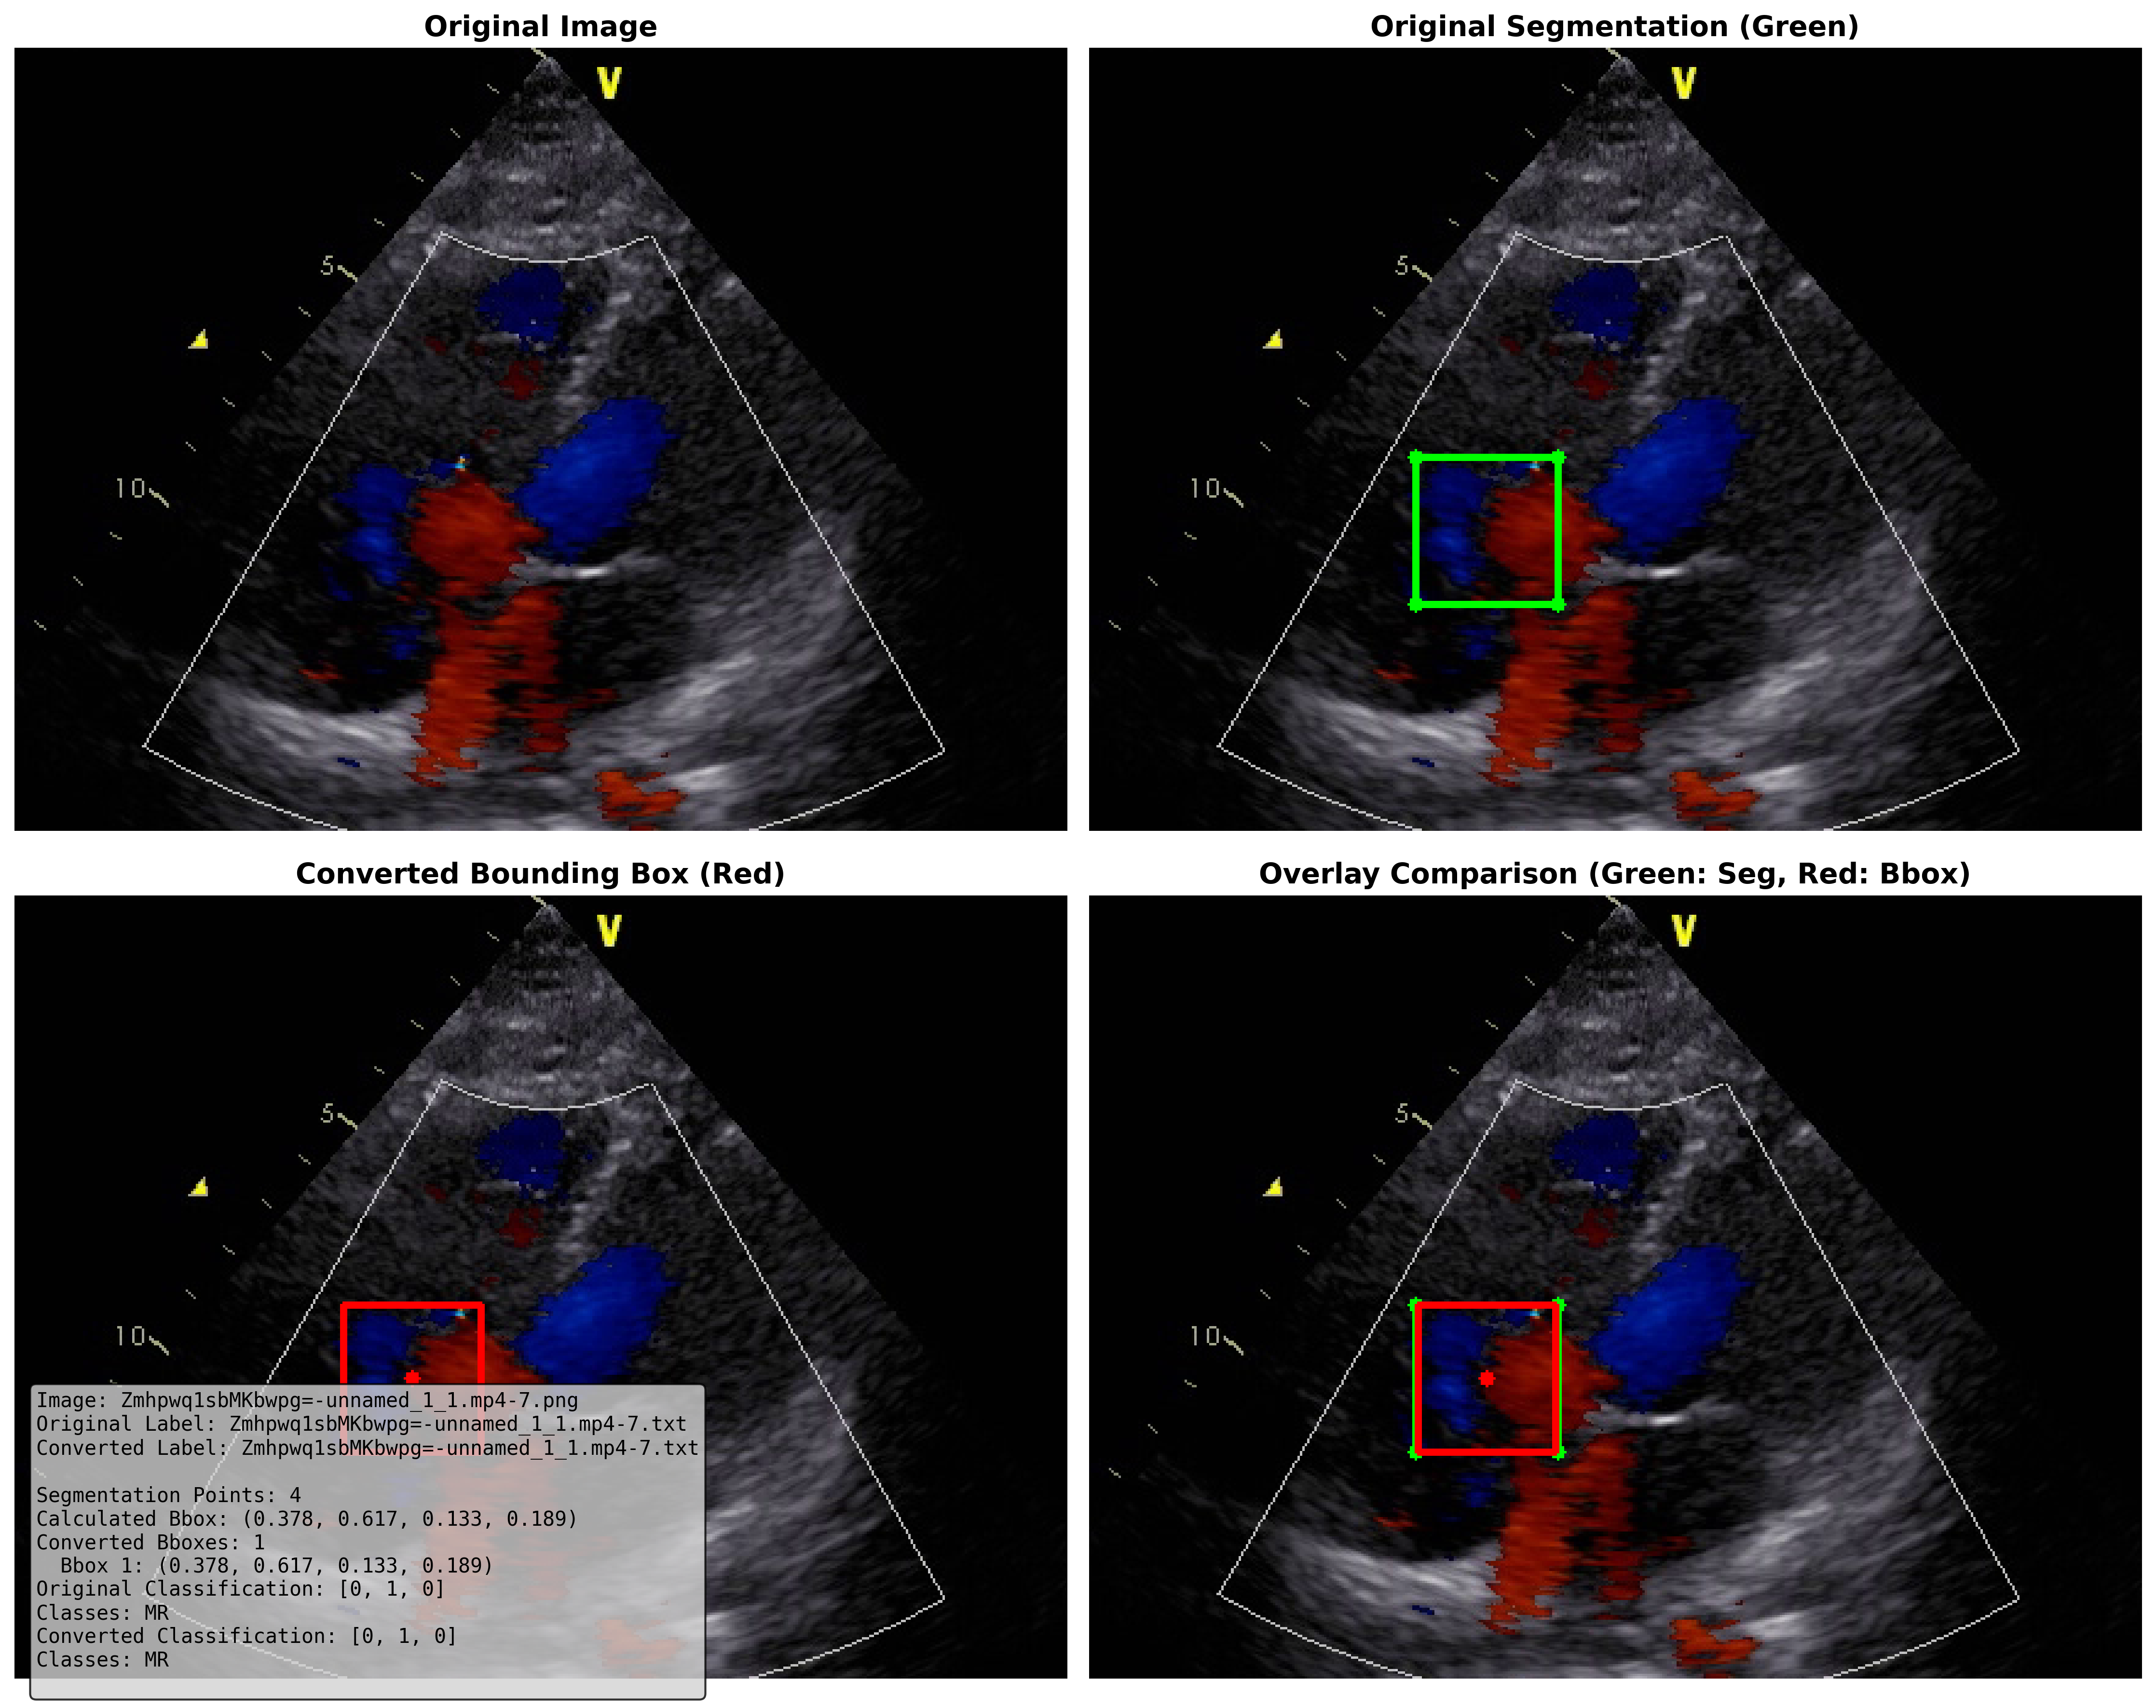 Original Image
Original Segmentation (Green)
V
5
10
V
5
10
Converted Bounding Box (Red)
Overlay Comparison (Green: Seg, Red: Bbox)
V
5
10
V
5
10
Image: Zmhpwq1sbMKbwpg=-unnamed_1_1.mp4-7.png
Original Label: Zmhpwq1sbMKbwpg=-unnamed_1_1.mp4-7.txt
Converted Label: Zmhpwq1sbMKbwpg=-unnamed_1_1.mp4-7.txt
Segmentation Points: 4
Calculated Bbox: (0.378, 0.617, 0.133, 0.189)
Converted Bboxes: 1
Bbox 1: (0.378, 0.617, 0.133, 0.189)
Original Classification: [0, 1, 0]
Classes: MR
Converted Classification: [0, 1, 0]
Classes: MR